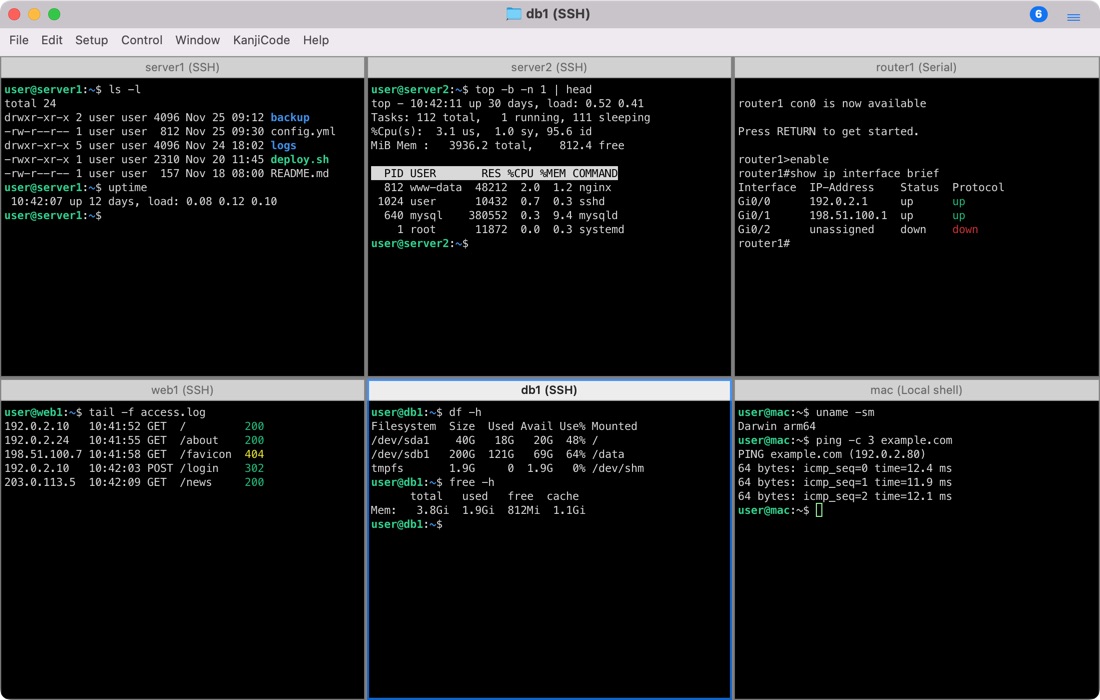 db1 (SSH)
6
File Edit Setup Control Window KanjiCode Help
server1 (SSH)
user@server1:~$ ls -l
total 24
drwxr-xr-x 2 user user 4096 Nov 25 09:12 backup
-rw-r--r-- 1 user user  812 Nov 25 09:30 config.yml
drwxr-xr-x 5 user user 4096 Nov 24 18:02 logs
-rwxr-xr-x 1 user user 2310 Nov 20 11:45 deploy.sh
-rw-r--r-- 1 user user  157 Nov 18 08:00 README.md
user@server1:~$ uptime
 10:42:07 up 12 days, load: 0.08 0.12 0.10
user@server1:~$
server2 (SSH)
user@server2:~$ top -b -n 1 | head
top - 10:42:11 up 30 days, load: 0.52 0.41
Tasks: 112 total,   1 running, 111 sleeping
%Cpu(s):  3.1 us,  1.0 sy, 95.6 id
MiB Mem :   3936.2 total,    812.4 free
  PID USER       RES %CPU %MEM COMMAND
  812 www-data  48212  2.0  1.2 nginx
 1024 user      10432  0.7  0.3 sshd
  640 mysql    380552  0.3  9.4 mysqld
    1 root      11872  0.0  0.3 systemd
user@server2:~$
router1 (Serial)
router1 con0 is now available
Press RETURN to get started.
router1>enable
router1#show ip interface brief
Interface  IP-Address    Status  Protocol
Gi0/0      192.0.2.1     up      up
Gi0/1      198.51.100.1  up      up
Gi0/2      unassigned    down    down
router1#
web1 (SSH)
user@web1:~$ tail -f access.log
192.0.2.10   10:41:52 GET  /         200
192.0.2.24   10:41:55 GET  /about    200
198.51.100.7 10:41:58 GET  /favicon  404
192.0.2.10   10:42:03 POST /login    302
203.0.113.5  10:42:09 GET  /news     200
db1 (SSH)
user@db1:~$ df -h
Filesystem  Size  Used Avail Use% Mounted
/dev/sda1    40G   18G   20G  48% /
/dev/sdb1   200G  121G   69G  64% /data
tmpfs       1.9G     0  1.9G   0% /dev/shm
user@db1:~$ free -h
      total   used   free  cache
Mem:   3.8Gi  1.9Gi  812Mi  1.1Gi
user@db1:~$
mac (Local shell)
user@mac:~$ uname -sm
Darwin arm64
user@mac:~$ ping -c 3 example.com
PING example.com (192.0.2.80)
64 bytes: icmp_seq=0 time=12.4 ms
64 bytes: icmp_seq=1 time=11.9 ms
64 bytes: icmp_seq=2 time=12.1 ms
user@mac:~$